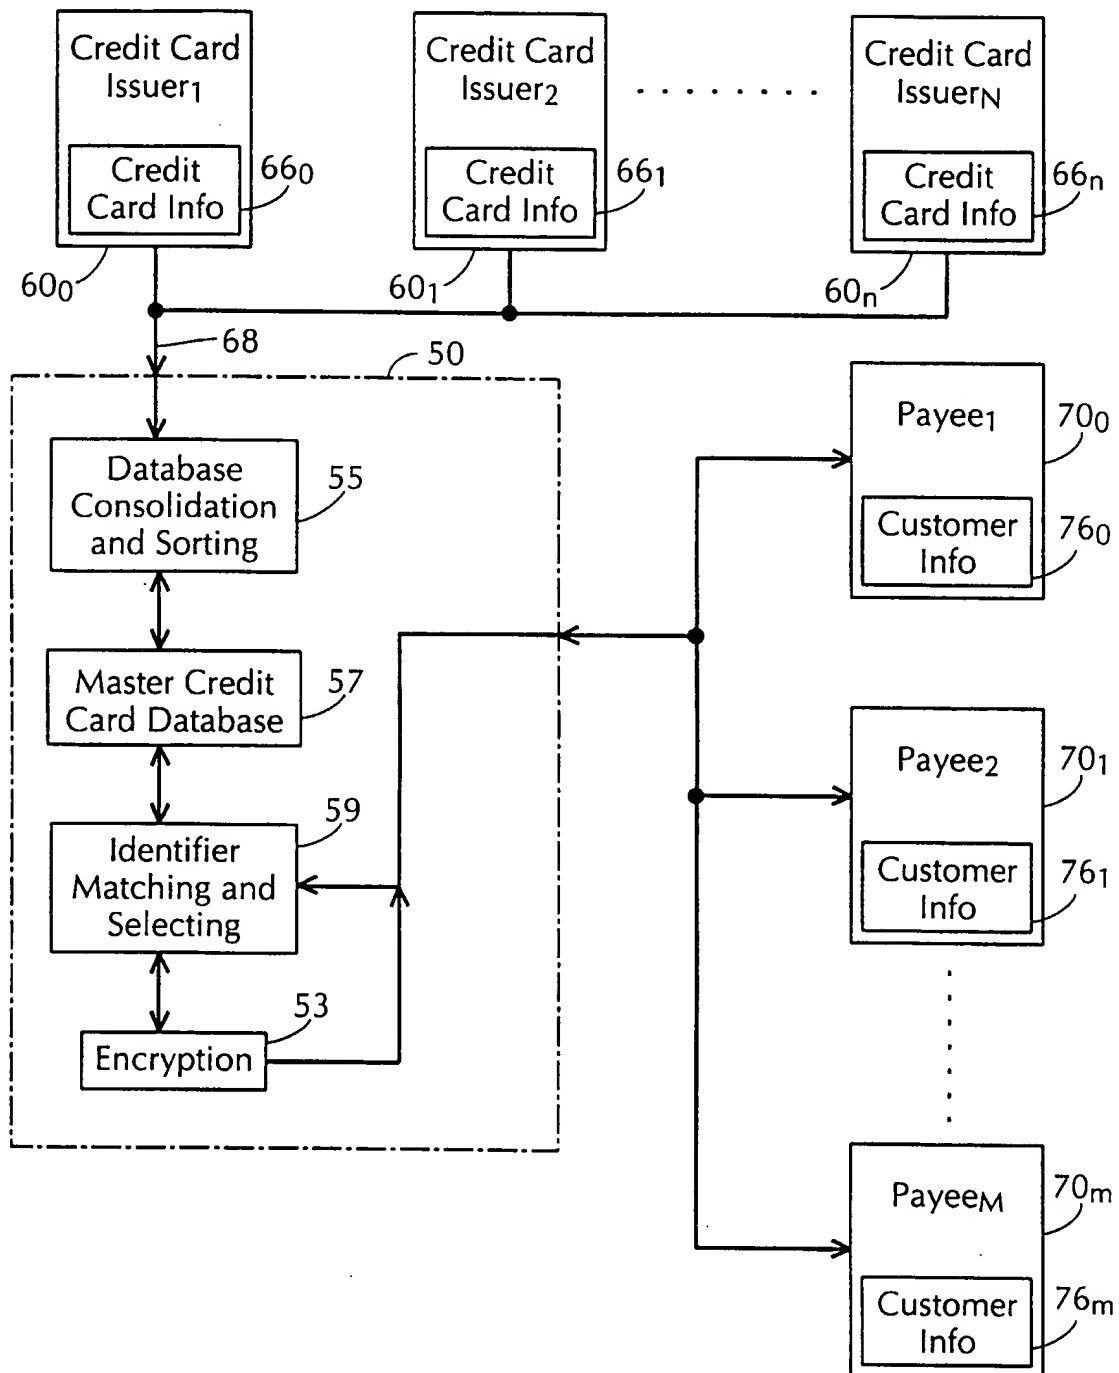 Credit Card
Issuer₁
Credit
Card Info
66₀
60₀
Credit Card
Issuer₂
Credit
Card Info
66₁
60₁
. . . . . . . .
Credit Card
Issuer_N
Credit
Card Info
66ₙ
60ₙ
68
50
Database
Consolidation
and Sorting
55
Master Credit
Card Database
57
Identifier
Matching and
Selecting
59
Encryption
53
Payee₁
70₀
Customer
Info
76₀
Payee₂
70₁
Customer
Info
76₁
Payee_M
70ₘ
Customer
Info
76ₘ